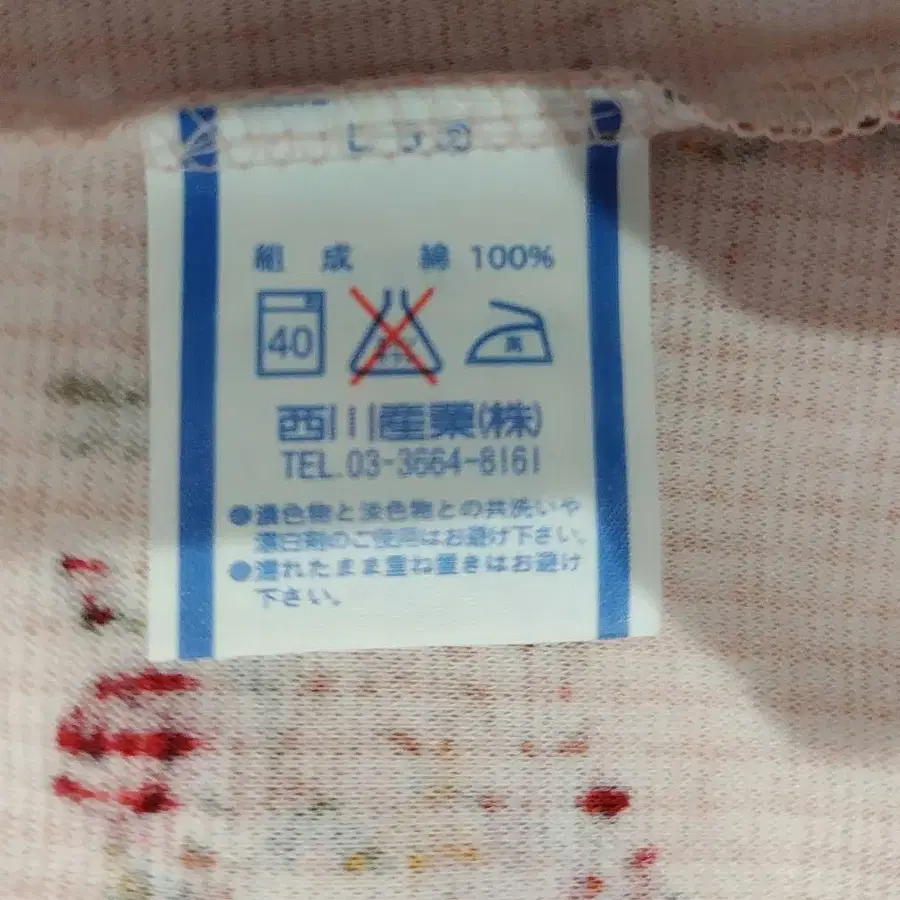 組成 綿 100%
40
高
西川産業(株)
TEL.03-3664-8161
●濃色物と淡色物との共洗いや
漂白剤のご使用はお避け下さい。
●濡れたまま重ね置きはお避け
下さい。